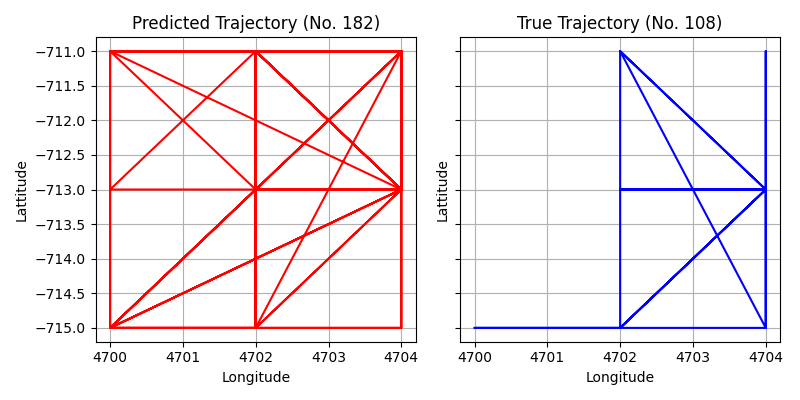 Predicted Trajectory (No. 182)
−711.0
−711.5
−712.0
−712.5
−713.0
−713.5
−714.0
−714.5
−715.0
Lattitude
4700 4701 4702 4703 4704
Longitude
True Trajectory (No. 108)
Lattitude
4700 4701 4702 4703 4704
Longitude